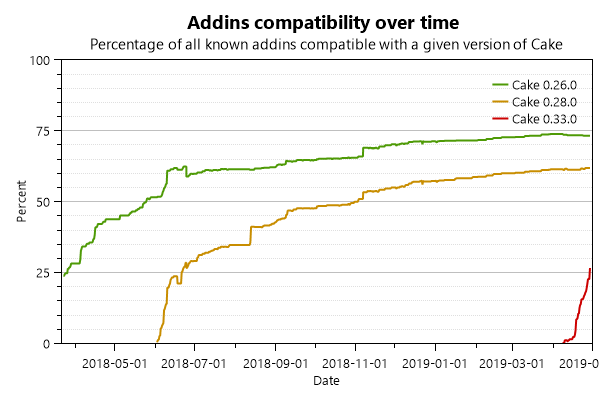 Addins compatibility over time
Percentage of all known addins compatible with a given version of Cake
100
75
50
25
0
Percent
Cake 0.26.0
Cake 0.28.0
Cake 0.33.0
2018-05-01 2018-07-01 2018-09-01 2018-11-01 2019-01-01 2019-03-01 2019-0
Date